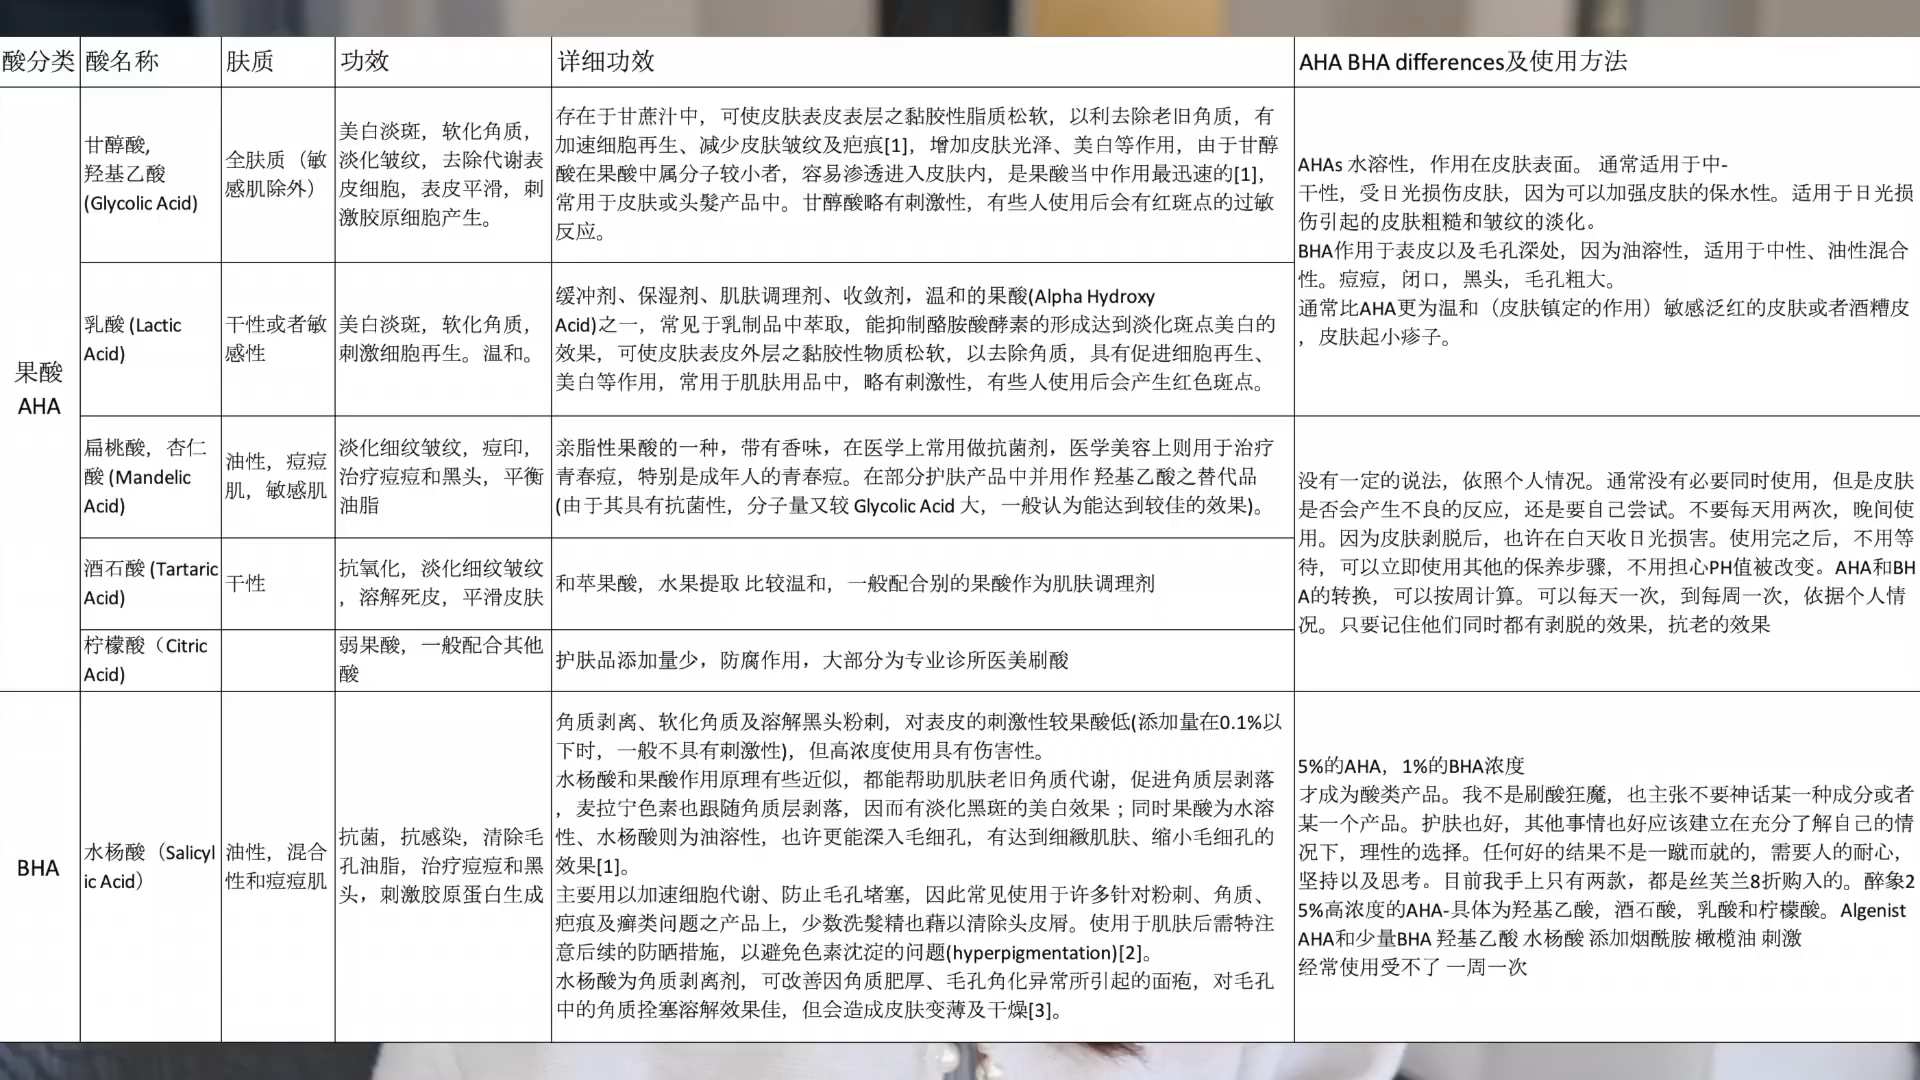 酸分类 酸名称 肤质 功效 详细功效 AHA BHA differences及使用方法
果酸
AHA
甘醇酸,
羟基乙酸
(Glycolic Acid)
全肤质（敏
感肌除外）
美白淡斑，软化角质，
淡化皱纹，去除代谢表
皮细胞，表皮平滑，刺
激胶原细胞产生。
存在于甘蔗汁中，可使皮肤表皮表层之黏胶性脂质松软，以利去除老旧角质，有
加速细胞再生、减少皮肤皱纹及疤痕[1]，增加皮肤光泽、美白等作用，由于甘醇
酸在果酸中属分子较小者，容易渗透进入皮肤内，是果酸当中作用最迅速的[1]，
常用于皮肤或头髮产品中。甘醇酸略有刺激性，有些人使用后会有红斑点的过敏
反应。
AHAs 水溶性，作用在皮肤表面。 通常适用于中-
干性，受日光损伤皮肤，因为可以加强皮肤的保水性。适用于日光损
伤引起的皮肤粗糙和皱纹的淡化。
BHA作用于表皮以及毛孔深处，因为油溶性，适用于中性、油性混合
性。痘痘，闭口，黑头，毛孔粗大。
通常比AHA更为温和（皮肤镇定的作用）敏感泛红的皮肤或者酒糟皮
，皮肤起小疹子。
乳酸 (Lactic
Acid)
干性或者敏
感性
美白淡斑，软化角质，
刺激细胞再生。温和。
缓冲剂、保湿剂、肌肤调理剂、收敛剂，温和的果酸(Alpha Hydroxy
Acid)之一，常见于乳制品中萃取，能抑制酪胺酸酵素的形成达到淡化斑点美白的
效果，可使皮肤表皮外层之黏胶性物质松软，以去除角质，具有促进细胞再生、
美白等作用，常用于肌肤用品中，略有刺激性，有些人使用后会产生红色斑点。
扁桃酸，杏仁
酸 (Mandelic
Acid)
油性，痘痘
肌，敏感肌
淡化细纹皱纹，痘印，
治疗痘痘和黑头，平衡
油脂
亲脂性果酸的一种，带有香味，在医学上常用做抗菌剂，医学美容上则用于治疗
青春痘，特别是成年人的青春痘。在部分护肤产品中并用作 羟基乙酸之替代品
(由于其具有抗菌性，分子量又较 Glycolic Acid 大，一般认为能达到较佳的效果)。
没有一定的说法，依照个人情况。通常没有必要同时使用，但是皮肤
是否会产生不良的反应，还是要自己尝试。不要每天用两次，晚间使
用。因为皮肤剥脱后，也许在白天收日光损害。使用完之后，不用等
待，可以立即使用其他的保养步骤，不用担心PH值被改变。AHA和BH
A的转换，可以按周计算。可以每天一次，到每周一次，依据个人情
况。只要记住他们同时都有剥脱的效果，抗老的效果
酒石酸 (Tartaric
Acid)
干性
抗氧化，淡化细纹皱纹
，溶解死皮，平滑皮肤
和苹果酸，水果提取 比较温和，一般配合别的果酸作为肌肤调理剂
柠檬酸（Citric
Acid)
弱果酸，一般配合其他
酸
护肤品添加量少，防腐作用，大部分为专业诊所医美刷酸
BHA
水杨酸（Salicyl
ic Acid）
油性，混合
性和痘痘肌
抗菌，抗感染，清除毛
孔油脂，治疗痘痘和黑
头，刺激胶原蛋白生成
角质剥离、软化角质及溶解黑头粉刺，对表皮的刺激性较果酸低(添加量在0.1%以
下时，一般不具有刺激性)，但高浓度使用具有伤害性。
水杨酸和果酸作用原理有些近似，都能帮助肌肤老旧角质代谢，促进角质层剥落
，麦拉宁色素也跟随角质层剥落，因而有淡化黑斑的美白效果；同时果酸为水溶
性、水杨酸则为油溶性，也许更能深入毛细孔，有达到细緻肌肤、缩小毛细孔的
效果[1]。
主要用以加速细胞代谢、防止毛孔堵塞，因此常见使用于许多针对粉刺、角质、
疤痕及癣类问题之产品上，少数洗髮精也藉以清除头皮屑。使用于肌肤后需特注
意后续的防晒措施，以避免色素沈淀的问题(hyperpigmentation)[2]。
水杨酸为角质剥离剂，可改善因角质肥厚、毛孔角化异常所引起的面疱，对毛孔
中的角质拴塞溶解效果佳，但会造成皮肤变薄及干燥[3]。
5%的AHA，1%的BHA浓度
才成为酸类产品。我不是刷酸狂魔，也主张不要神话某一种成分或者
某一个产品。护肤也好，其他事情也好应该建立在充分了解自己的情
况下，理性的选择。任何好的结果不是一蹴而就的，需要人的耐心，
坚持以及思考。目前我手上只有两款，都是丝芙兰8折购入的。醉象2
5%高浓度的AHA-具体为羟基乙酸，酒石酸，乳酸和柠檬酸。Algenist
AHA和少量BHA 羟基乙酸 水杨酸 添加烟酰胺 橄榄油 刺激
经常使用受不了 一周一次